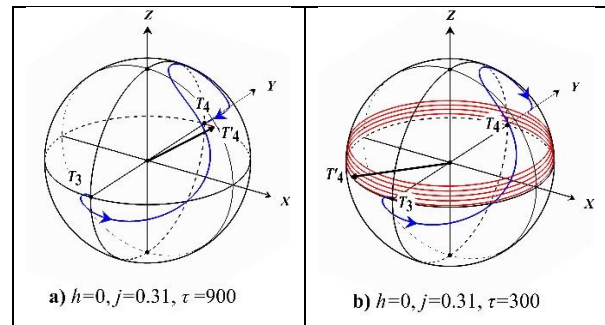 Z
Y
T₄
T'₄
T₃
X
a) h=0, j=0.31, τ =900
Z
Y
T₄
T'₄
T₃
X
b) h=0, j=0.31, τ=300